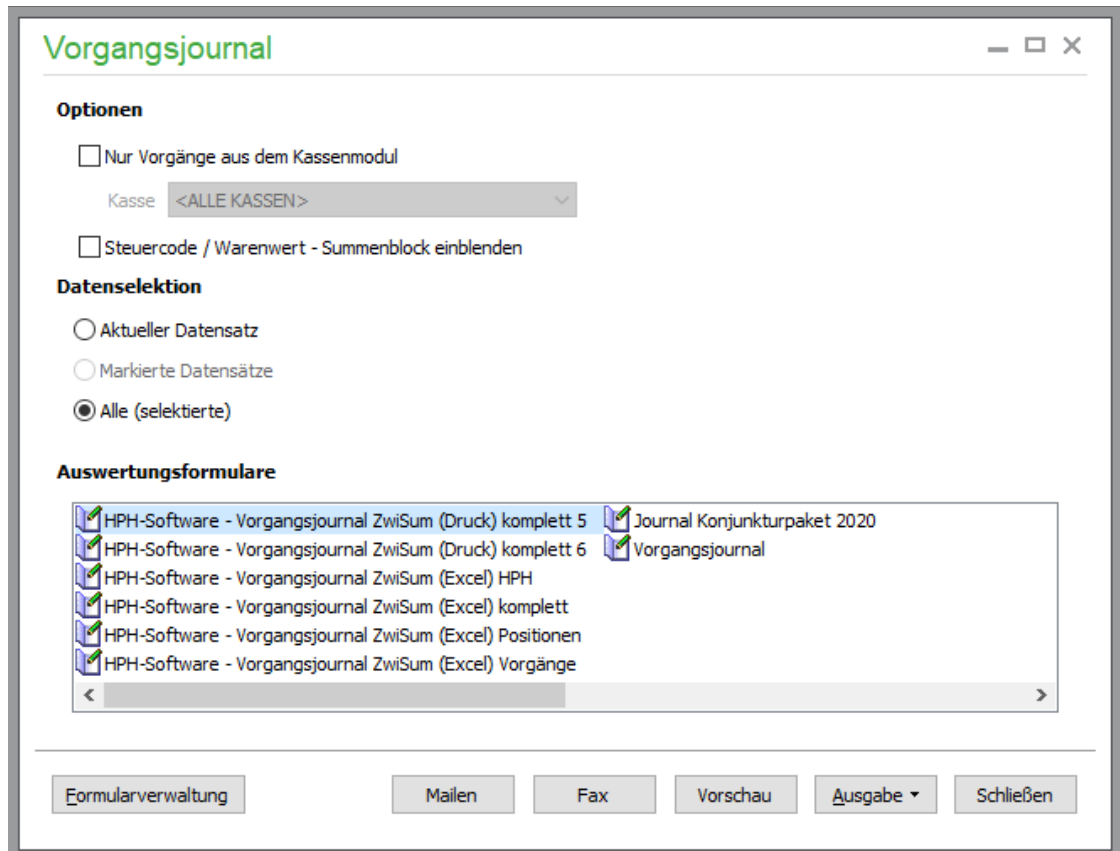 Vorgangsjournal
Optionen
Nur Vorgänge aus dem Kassenmodul
Kasse <ALLE KASSEN>
Steuercode / Warenwert - Summenblock einblenden
Datenselektion
Aktueller Datensatz
Markierte Datensätze
Alle (selektierte)
Auswertungsformulare
HPH-Software - Vorgangsjournal ZwiSum (Druck) komplett 5 Journal Konjunkturpaket 2020
HPH-Software - Vorgangsjournal ZwiSum (Druck) komplett 6 Vorgangsjournal
HPH-Software - Vorgangsjournal ZwiSum (Excel) HPH
HPH-Software - Vorgangsjournal ZwiSum (Excel) komplett
HPH-Software - Vorgangsjournal ZwiSum (Excel) Positionen
HPH-Software - Vorgangsjournal ZwiSum (Excel) Vorgänge
Formularverwaltung Mailen Fax Vorschau Ausgabe Schließen